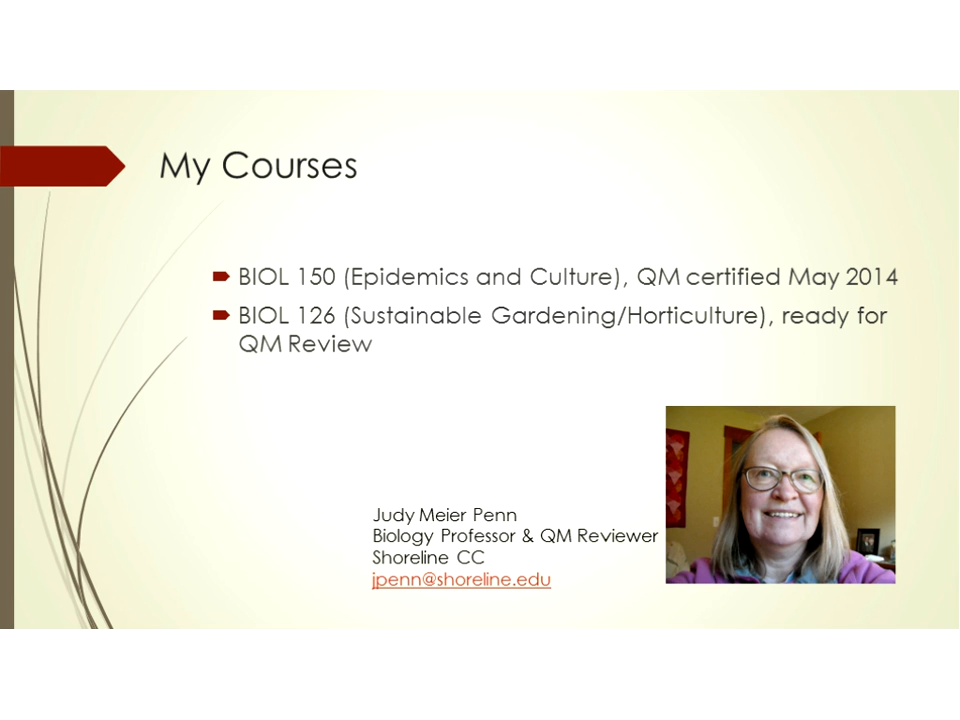 My Courses
BIOL 150 (Epidemics and Culture), QM certified May 2014
BIOL 126 (Sustainable Gardening/Horticulture), ready for
QM Review
Judy Meier Penn
Biology Professor & QM Reviewer
Shoreline CC
jpenn@shoreline.edu